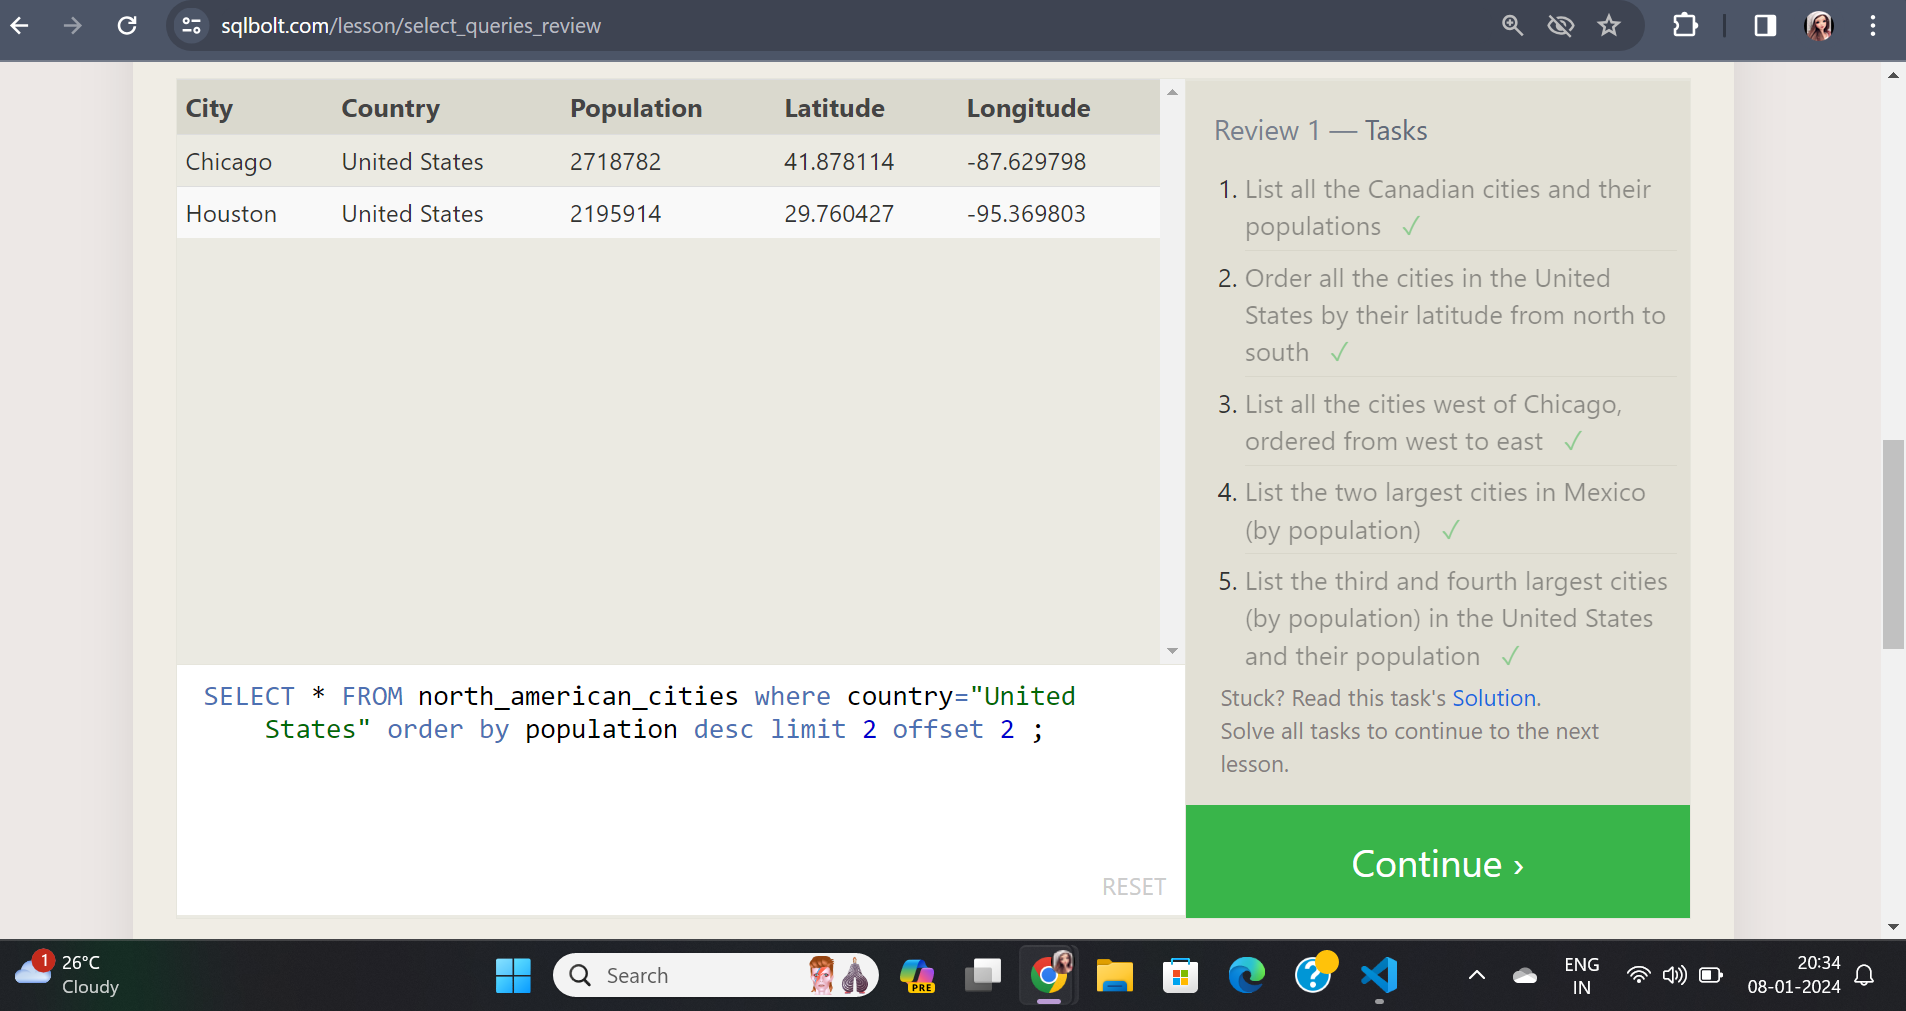 sqlbolt.com/lesson/select_queries_review
City Country Population Latitude Longitude
Chicago United States 2718782 41.878114 -87.629798
Houston United States 2195914 29.760427 -95.369803
SELECT * FROM north_american_cities where country="United
States" order by population desc limit 2 offset 2 ;
RESET
Review 1 — Tasks
1. List all the Canadian cities and their
populations ✓
2. Order all the cities in the United
States by their latitude from north to
south ✓
3. List all the cities west of Chicago,
ordered from west to east ✓
4. List the two largest cities in Mexico
(by population) ✓
5. List the third and fourth largest cities
(by population) in the United States
and their population ✓
Stuck? Read this task's Solution.
Solve all tasks to continue to the next
lesson.
Continue ›
1
26°C
Cloudy
Search
PRE
ENG
IN
20:34
08-01-2024